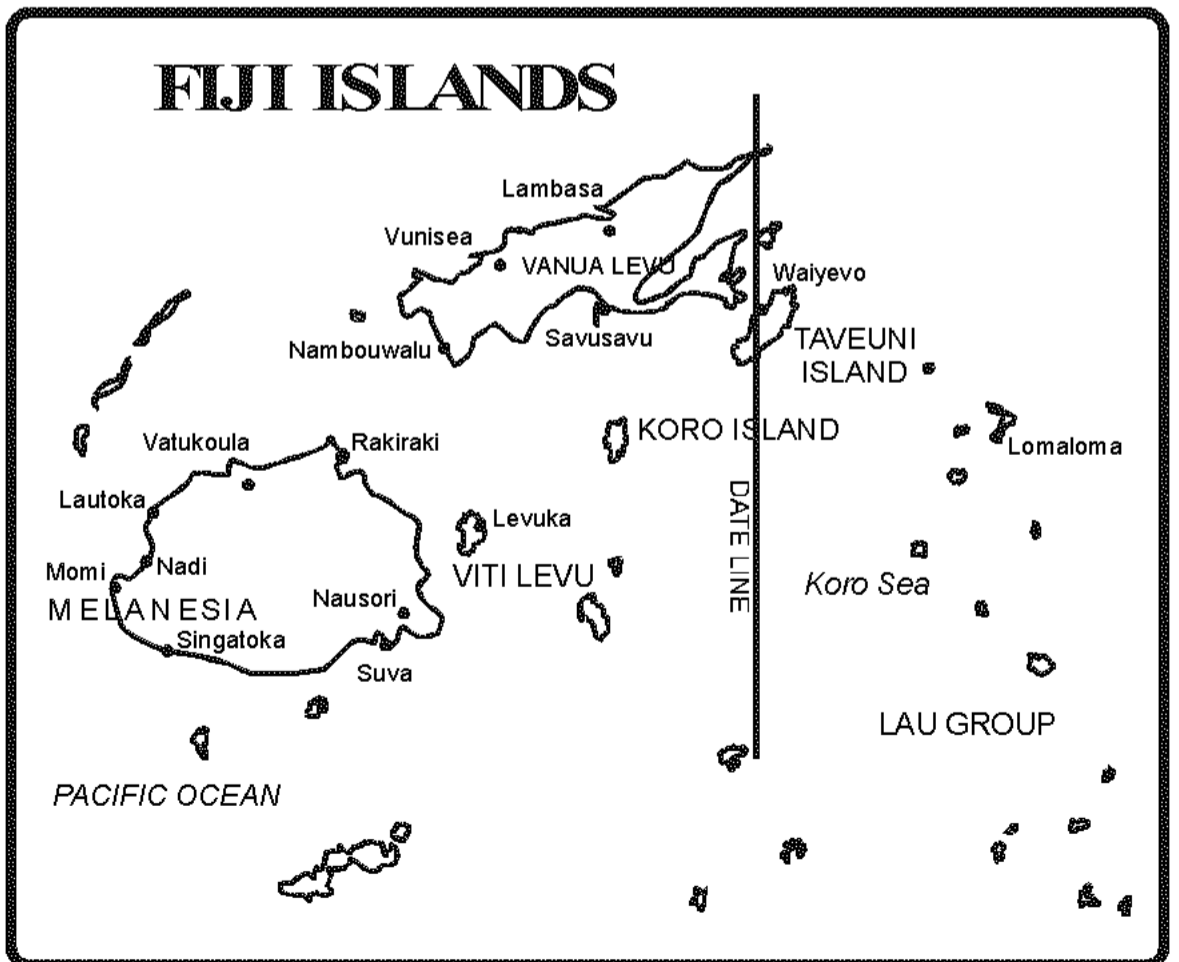 FIJI ISLANDS
Lambasa
Vunisea
VANUA LEVU
Waiyevo
Nambouwalu
Savusavu
TAVEUNI
ISLAND
KORO ISLAND
Vatukoula
Rakiraki
Lomaloma
Lautoka
Levuka
DATE LINE
Momi
Nadi
VITI LEVU
Koro Sea
MELANESIA
Nausori
Singatoka
Suva
LAU GROUP
PACIFIC OCEAN